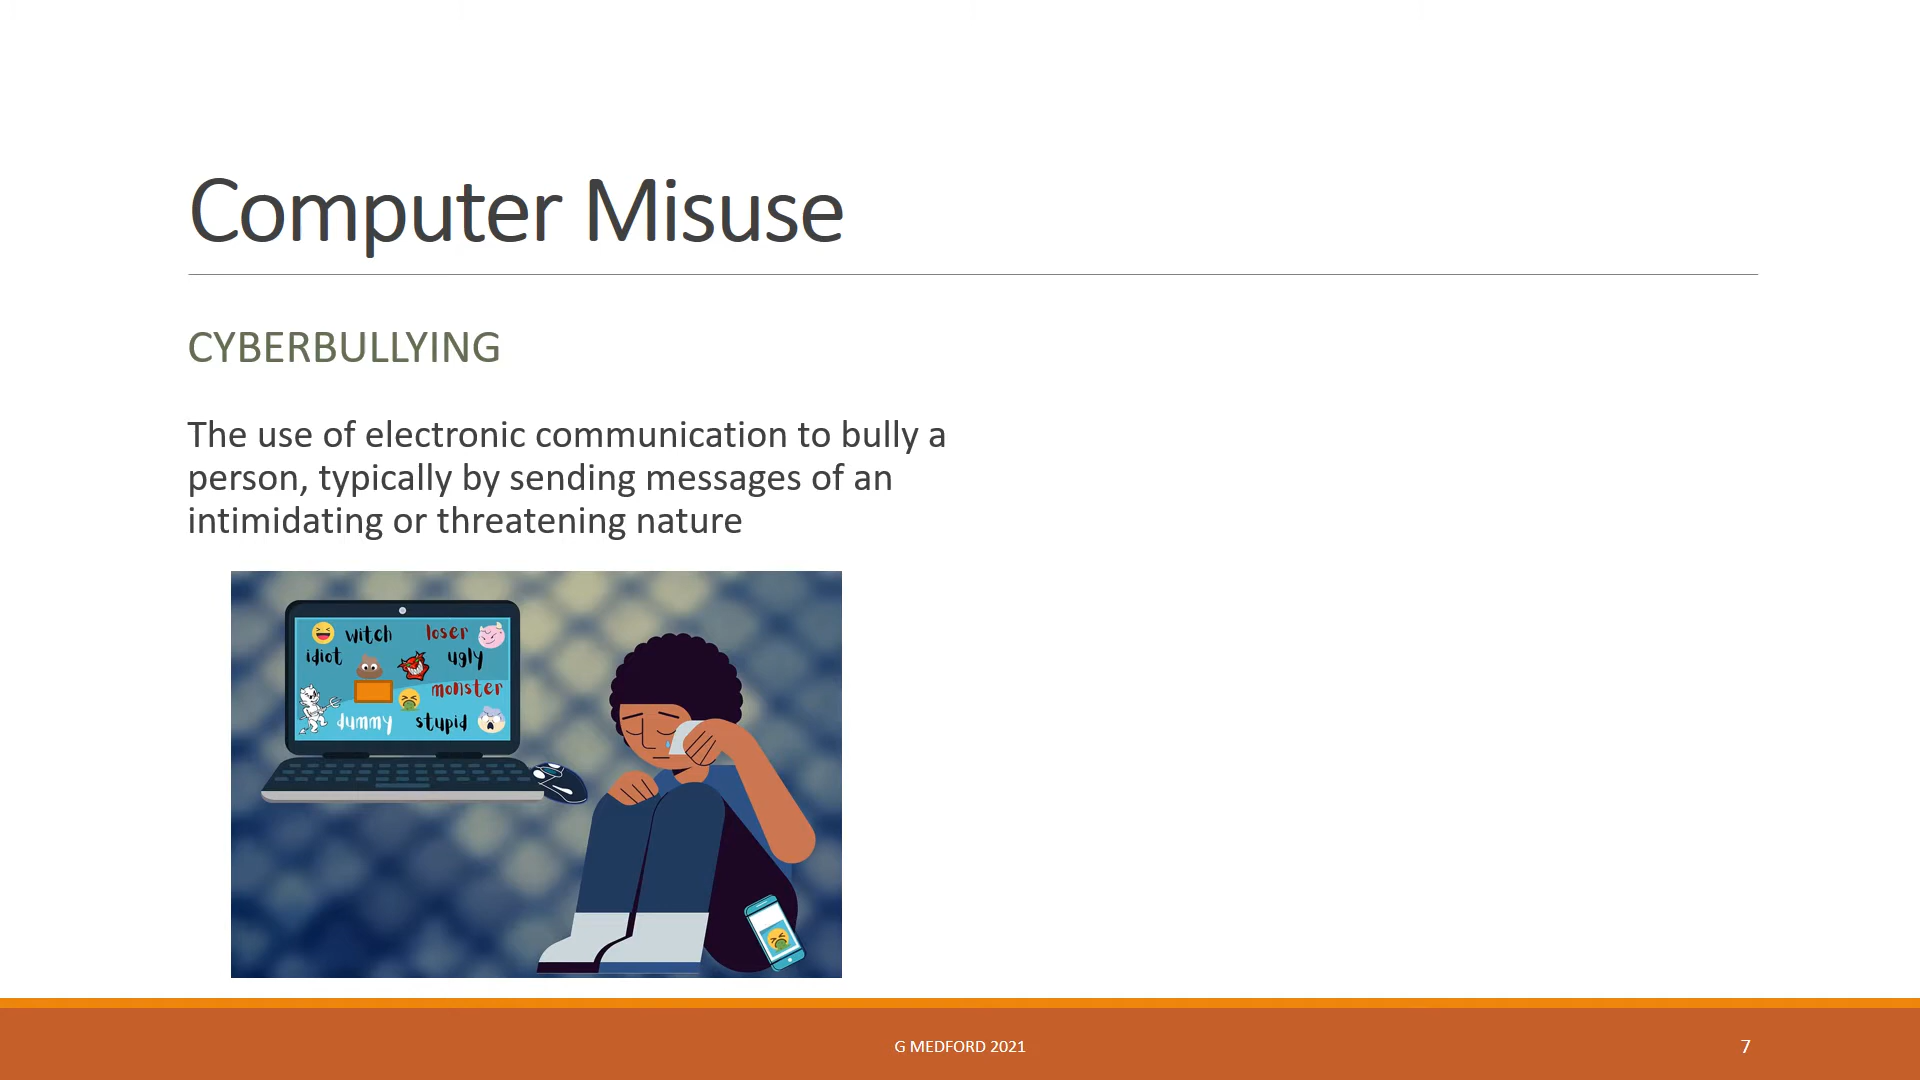 Computer Misuse
CYBERBULLYING
The use of electronic communication to bully a
person, typically by sending messages of an
intimidating or threatening nature
witch loser
idiot ugly
monster
dummy stupid
G MEDFORD 2021
7